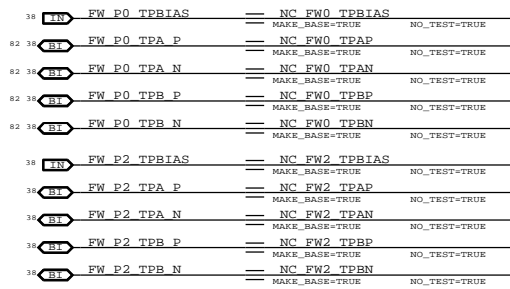 38 IN FW_P0_TPBIAS NC_FW0_TPBIAS
MAKE_BASE=TRUE NO_TEST=TRUE
82 38 BI FW_P0_TPA_P NC_FW0_TPAP
MAKE_BASE=TRUE NO_TEST=TRUE
82 38 BI FW_P0_TPA_N NC_FW0_TPAN
MAKE_BASE=TRUE NO_TEST=TRUE
82 38 BI FW_P0_TPB_P NC_FW0_TPBP
MAKE_BASE=TRUE NO_TEST=TRUE
82 38 BI FW_P0_TPB_N NC_FW0_TPBN
MAKE_BASE=TRUE NO_TEST=TRUE
38 IN FW_P2_TPBIAS NC_FW2_TPBIAS
MAKE_BASE=TRUE NO_TEST=TRUE
38 BI FW_P2_TPA_P NC_FW2_TPAP
MAKE_BASE=TRUE NO_TEST=TRUE
38 BI FW_P2_TPA_N NC_FW2_TPAN
MAKE_BASE=TRUE NO_TEST=TRUE
38 BI FW_P2_TPB_P NC_FW2_TPBP
MAKE_BASE=TRUE NO_TEST=TRUE
38 BI FW_P2_TPB_N NC_FW2_TPBN
MAKE_BASE=TRUE NO_TEST=TRUE